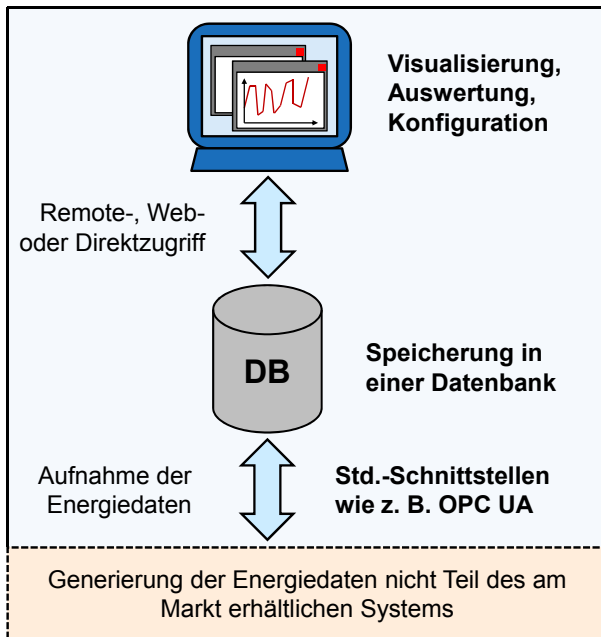 Visualisierung,
Auswertung,
Konfiguration
Remote-, Web-
oder Direktzugriff
DB
Speicherung in
einer Datenbank
Aufnahme der
Energiedaten
Std.-Schnittstellen
wie z. B. OPC UA
Generierung der Energiedaten nicht Teil des am
Markt erhältlichen Systems